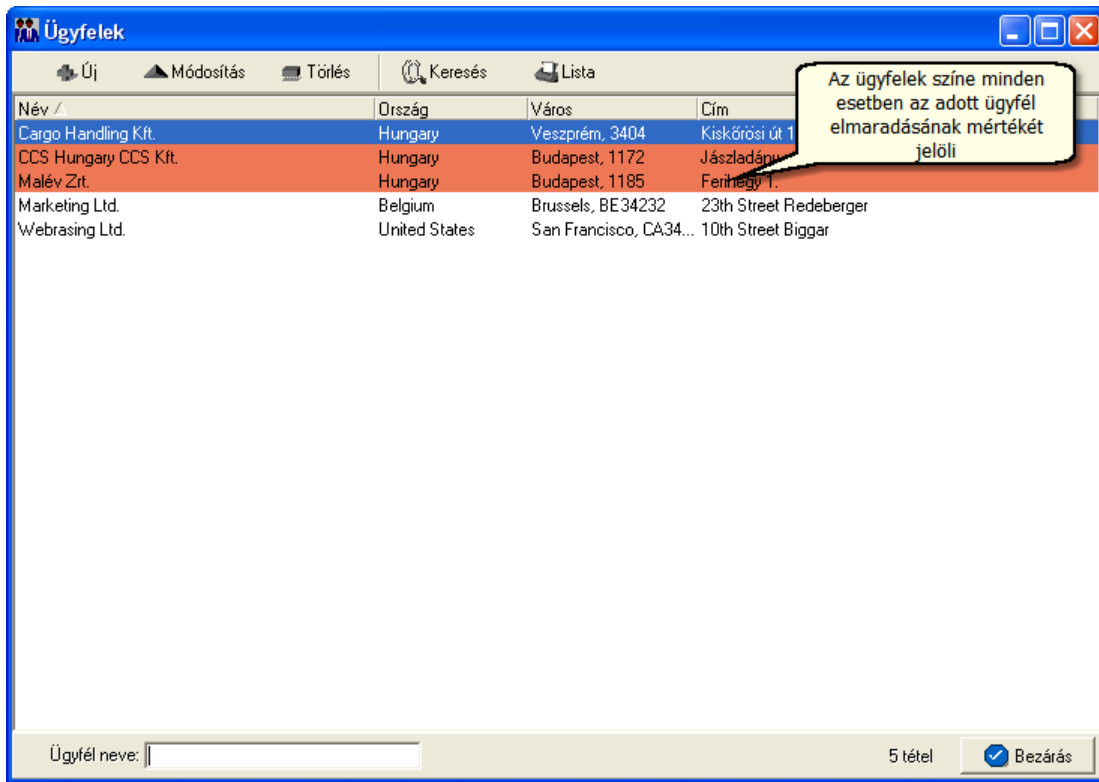 Ügyfelek
Új Módosítás Törlés Keresés Lista
Az ügyfelek színe minden
esetben az adott ügyfél
elmaradásának mértékét
jelöli
Név Ország Város Cím
Cargo Handling Kft. Hungary Veszprém, 3404 Kiskőrösi út 1
CCS Hungary CCS Kft. Hungary Budapest, 1172
Malév Zrt. Hungary Budapest, 1185 Ferihegy 1.
Marketing Ltd. Belgium Brussels, BE34232 23th Street Redeberger
Webrasing Ltd. United States San Francisco, CA34... 10th Street Biggar
Ügyfél neve: 5 tétel Bezárás